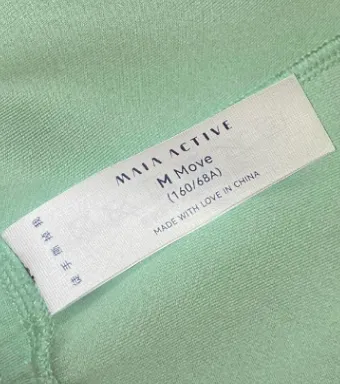 MAIA ACTIVE
M Move
(160/68A)
MADE WITH LOVE IN CHINA